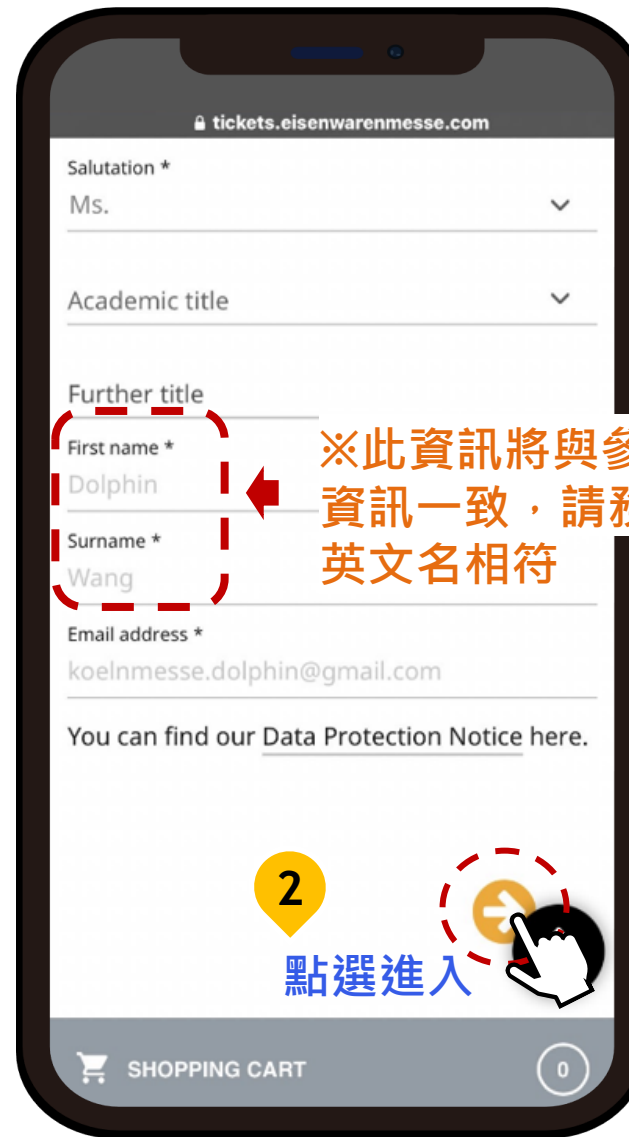 tickets.eisenwarenmesse.com
Salutation *
Ms.
Academic title
Further title
First name *
Dolphin
※此資訊將與參
資訊一致，請務
英文名相符
Surname *
Wang
Email address *
koelnmesse.dolphin@gmail.com
You can find our Data Protection Notice here.
2
點選進入
SHOPPING CART
0